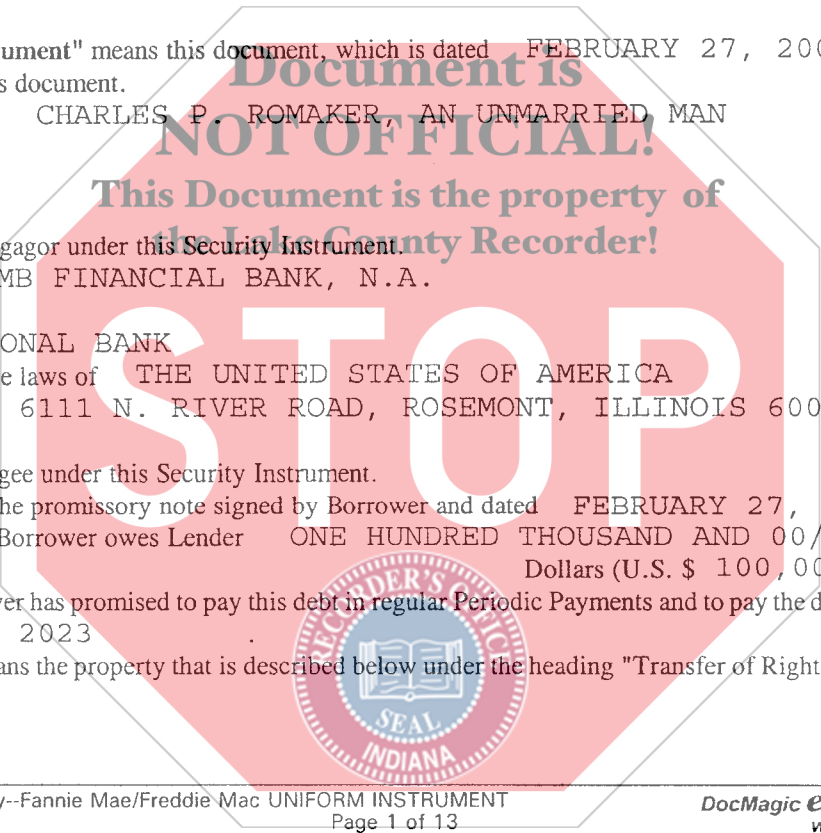 ument" means this document, which is dated FEBRUARY 27, 200
s document.
Document is
CHARLES P. ROMAKER, AN UNMARRIED MAN
NOT OFFICIAL!
This Document is the property of
the Lake County Recorder!
gagor under this Security Instrument.
MB FINANCIAL BANK, N.A.
ONAL BANK
e laws of THE UNITED STATES OF AMERICA
6111 N. RIVER ROAD, ROSEMONT, ILLINOIS 600
STOP
gee under this Security Instrument.
he promissory note signed by Borrower and dated FEBRUARY 27,
Borrower owes Lender ONE HUNDRED THOUSAND AND 00/
Dollars (U.S. $ 100,00
er has promised to pay this debt in regular Periodic Payments and to pay the d
2023 .
ans the property that is described below under the heading "Transfer of Right
RECORDER'S OFFICE
SEAL
INDIANA
y--Fannie Mae/Freddie Mac UNIFORM INSTRUMENT
Page 1 of 13
DocMagic e
w